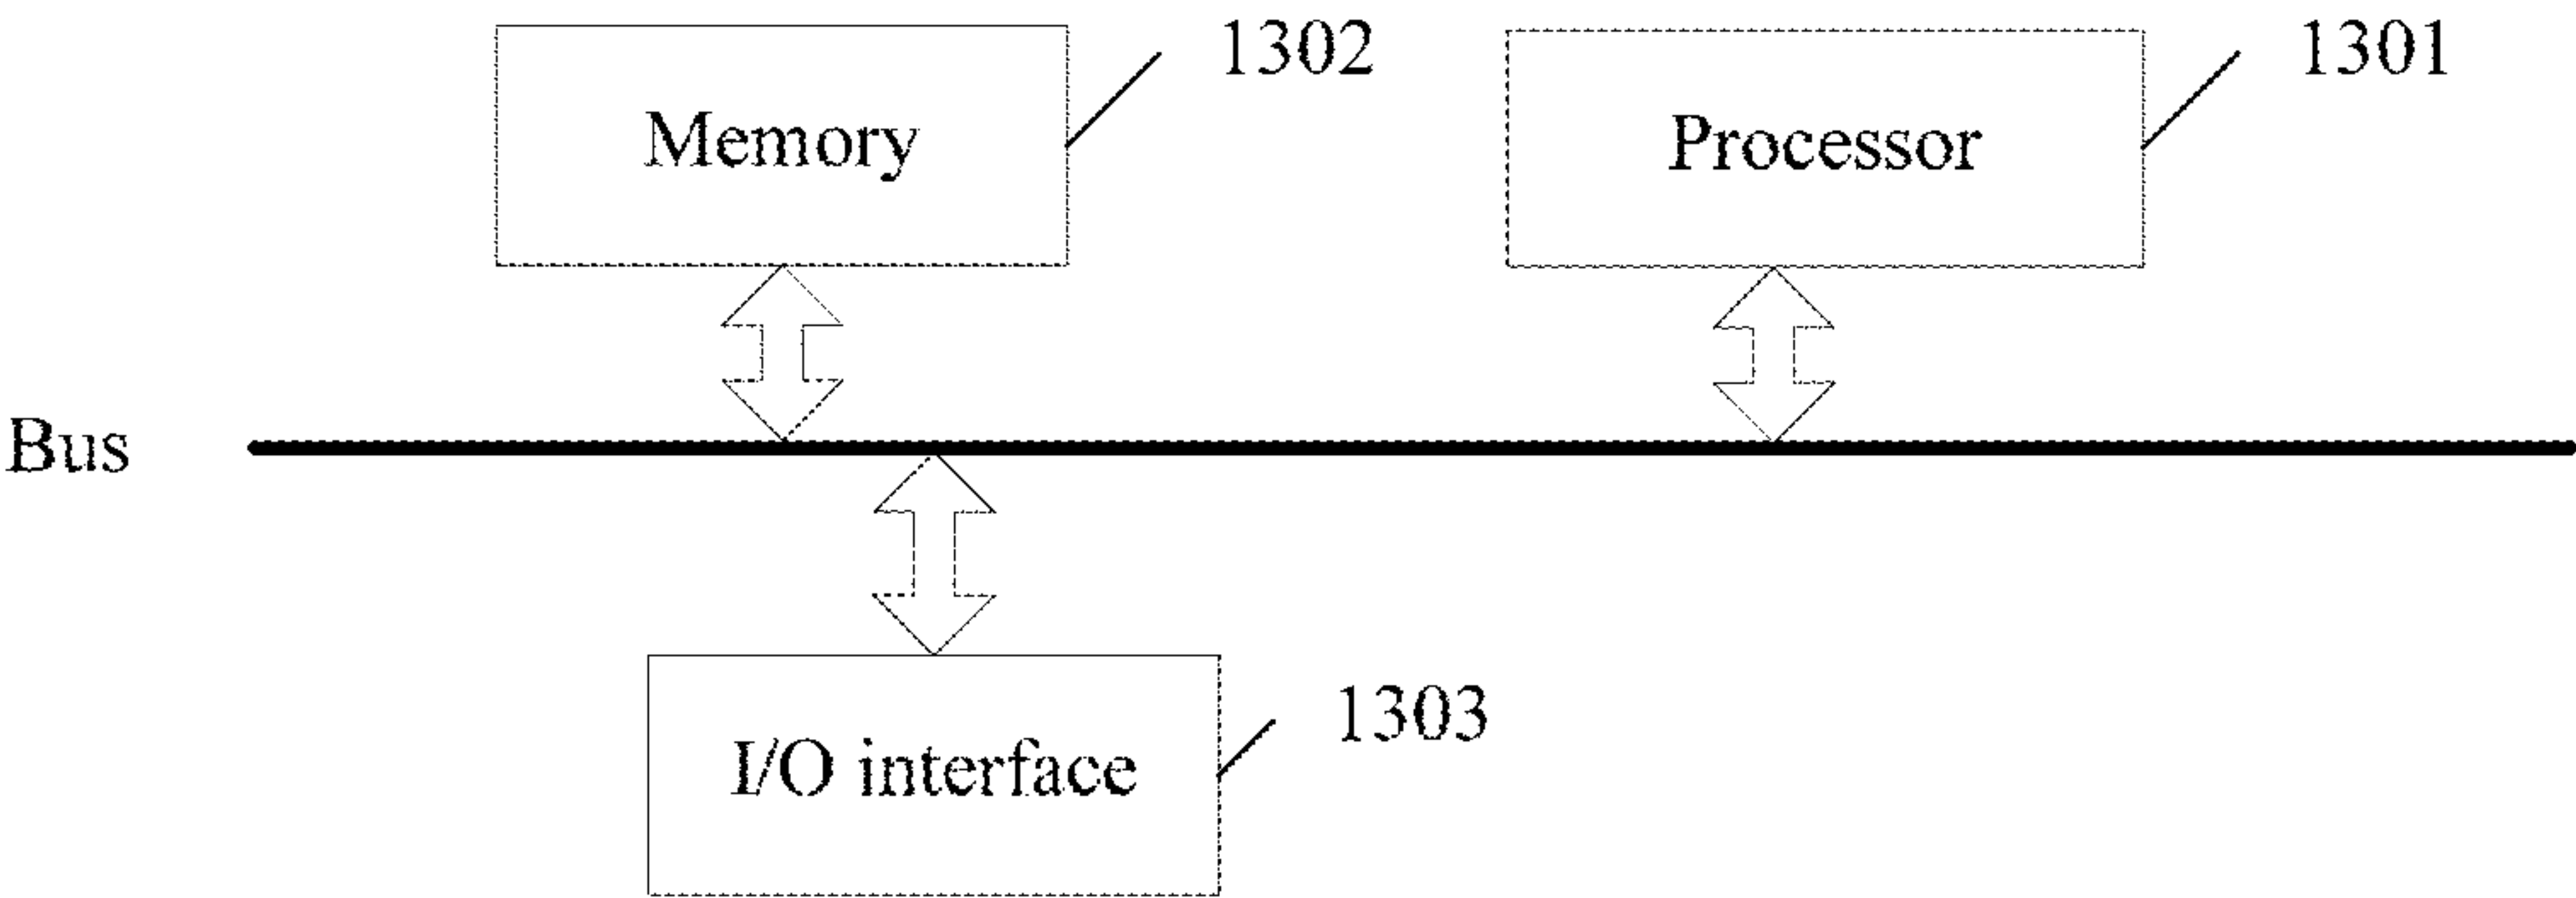 1302
1301
Memory
Processor
Bus
1303
I/O interface